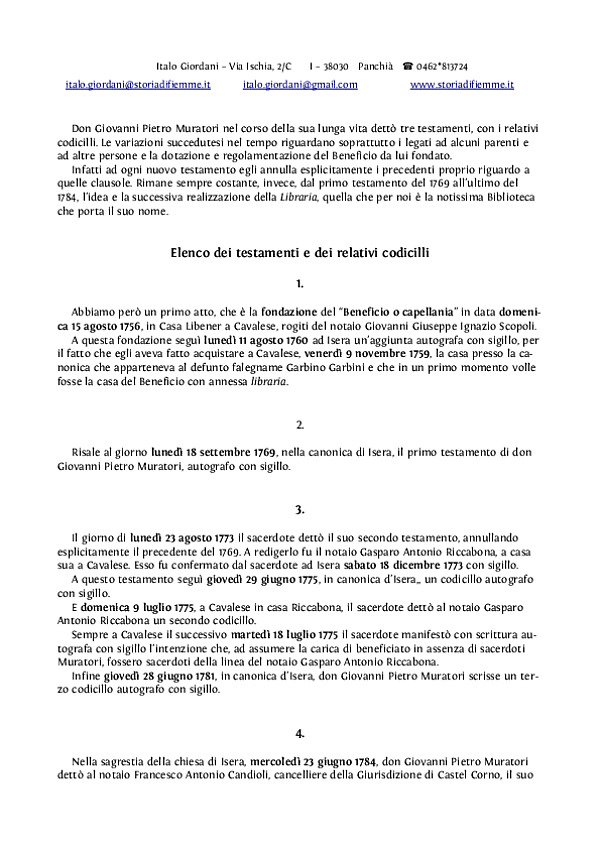 Italo Giordani – Via Ischia, 2/C I – 38030 Panchià ☎ 0462*813724
italo.giordani@storiadifiemme.it italo.giordani@gmail.com www.storiadifiemme.it
Don Giovanni Pietro Muratori nel corso della sua lunga vita dettò tre testamenti, con i relativi
codicilli. Le variazioni succedutesi nel tempo riguardano soprattutto i legati ad alcuni parenti e
ad altre persone e la dotazione e regolamentazione del Beneficio da lui fondato.
Infatti ad ogni nuovo testamento egli annulla esplicitamente i precedenti proprio riguardo a
quelle clausole. Rimane sempre costante, invece, dal primo testamento del 1769 all'ultimo del
1784, l'idea e la successiva realizzazione della Libraria, quella che per noi è la notissima Biblioteca
che porta il suo nome.
Elenco dei testamenti e dei relativi codicilli
1.
Abbiamo però un primo atto, che è la fondazione del "Beneficio o capellania" in data domeni-
ca 15 agosto 1756, in Casa Libener a Cavalese, rogiti del notaio Giovanni Giuseppe Ignazio Scopoli.
A questa fondazione seguì lunedì 11 agosto 1760 ad Isera un'aggiunta autografa con sigillo, per
il fatto che egli aveva fatto acquistare a Cavalese, venerdì 9 novembre 1759, la casa presso la ca-
nonica che apparteneva al defunto falegname Garbino Garbini e che in un primo momento volle
fosse la casa del Beneficio con annessa libraria.
2.
Risale al giorno lunedì 18 settembre 1769, nella canonica di Isera, il primo testamento di don
Giovanni Pietro Muratori, autografo con sigillo.
3.
Il giorno di lunedì 23 agosto 1773 il sacerdote dettò il suo secondo testamento, annullando
esplicitamente il precedente del 1769. A redigerlo fu il notaio Gasparo Antonio Riccabona, a casa
sua a Cavalese. Esso fu confermato dal sacerdote ad Isera sabato 18 dicembre 1773 con sigillo.
A questo testamento seguì giovedì 29 giugno 1775, in canonica d'Isera,, un codicillo autografo
con sigillo.
E domenica 9 luglio 1775, a Cavalese in casa Riccabona, il sacerdote dettò al notaio Gasparo
Antonio Riccabona un secondo codicillo.
Sempre a Cavalese il successivo martedì 18 luglio 1775 il sacerdote manifestò con scrittura au-
tografa con sigillo l'intenzione che, ad assumere la carica di beneficiato in assenza di sacerdoti
Muratori, fossero sacerdoti della linea del notaio Gasparo Antonio Riccabona.
Infine giovedì 28 giugno 1781, in canonica d'Isera, don Giovanni Pietro Muratori scrisse un ter-
zo codicillo autografo con sigillo.
4.
Nella sagrestia della chiesa di Isera, mercoledì 23 giugno 1784, don Giovanni Pietro Muratori
dettò al notaio Francesco Antonio Candioli, cancelliere della Giurisdizione di Castel Corno, il suo